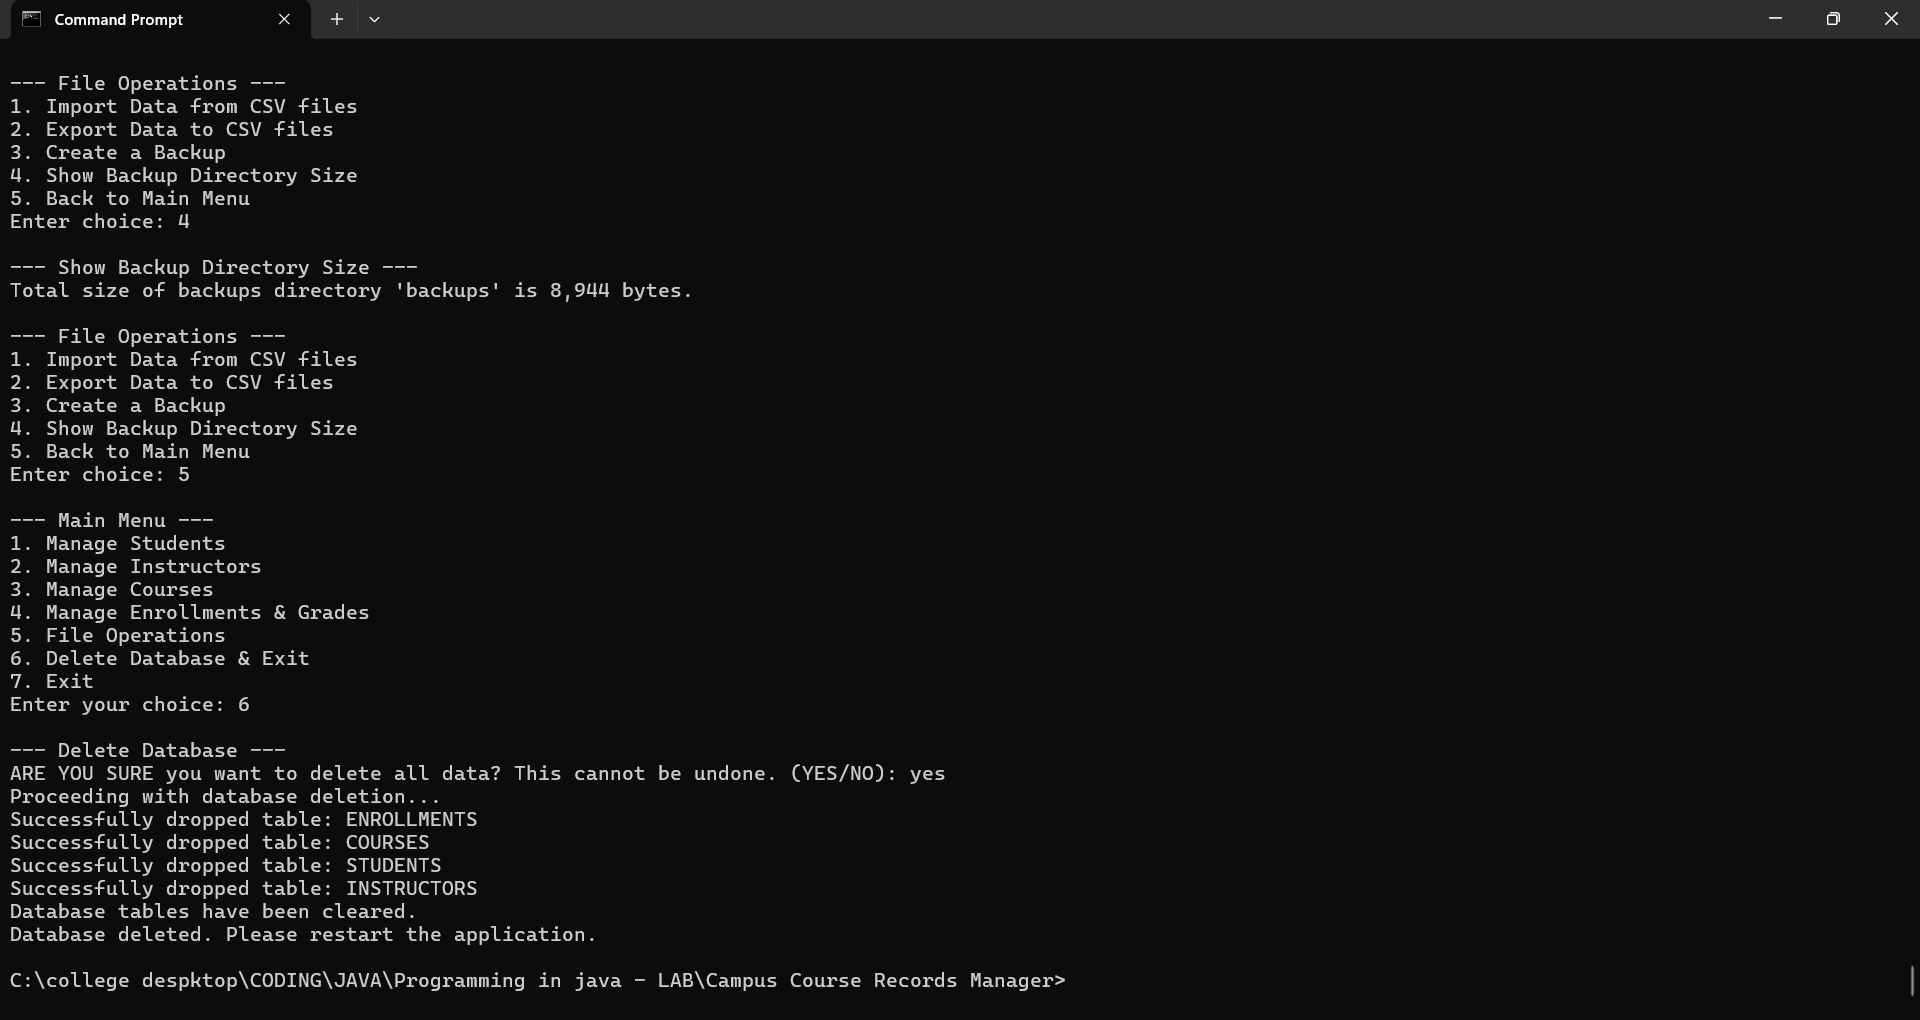 Command Prompt
--- File Operations ---
1. Import Data from CSV files
2. Export Data to CSV files
3. Create a Backup
4. Show Backup Directory Size
5. Back to Main Menu
Enter choice: 4
--- Show Backup Directory Size ---
Total size of backups directory 'backups' is 8,944 bytes.
--- File Operations ---
1. Import Data from CSV files
2. Export Data to CSV files
3. Create a Backup
4. Show Backup Directory Size
5. Back to Main Menu
Enter choice: 5
--- Main Menu ---
1. Manage Students
2. Manage Instructors
3. Manage Courses
4. Manage Enrollments & Grades
5. File Operations
6. Delete Database & Exit
7. Exit
Enter your choice: 6
--- Delete Database ---
ARE YOU SURE you want to delete all data? This cannot be undone. (YES/NO): yes
Proceeding with database deletion...
Successfully dropped table: ENROLLMENTS
Successfully dropped table: COURSES
Successfully dropped table: STUDENTS
Successfully dropped table: INSTRUCTORS
Database tables have been cleared.
Database deleted. Please restart the application.
C:\college despktop\CODING\JAVA\Programming in java - LAB\Campus Course Records Manager>